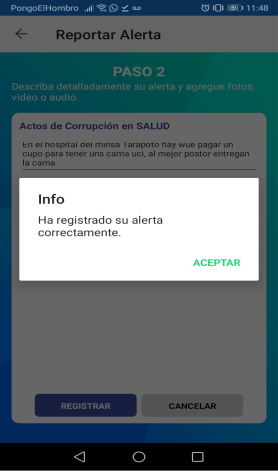 PongoElHombro 11:48
Reportar Alerta
PASO 2
Describa detalladamente su alerta y agregue fotos,
video o audio.
Actos de Corrupción en SALUD
En el hospital del minsa Tarapoto hay wue pagar un
cupo para tener uns cama uci, al mejor postor entregan
la cama
Info
Ha registrado su alerta
correctamente.
ACEPTAR
REGISTRAR CANCELAR